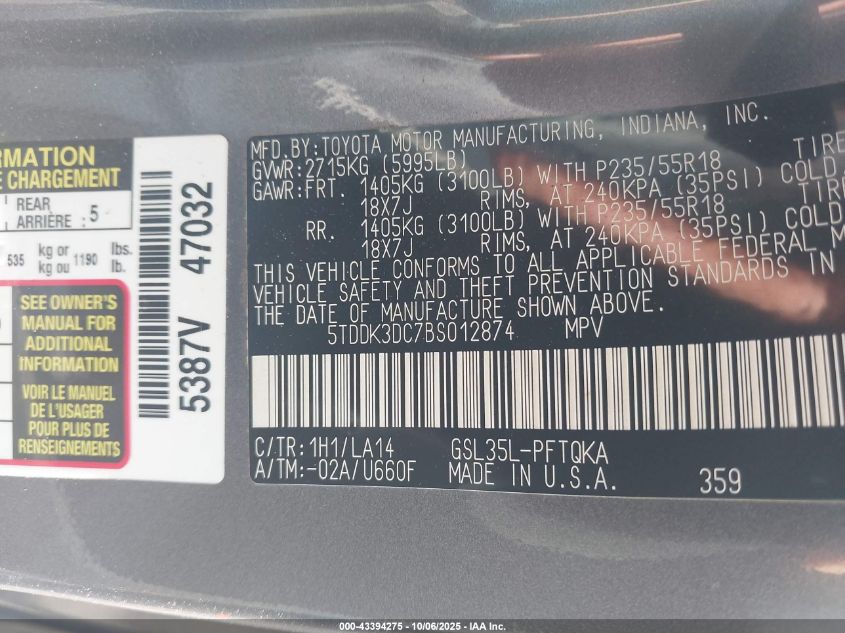 RMATION
E CHARGEMENT
REAR
ARRIÈRE : 5
535 kg or 1190 lbs.
kg ou lb.
SEE OWNER'S
MANUAL FOR
ADDITIONAL
INFORMATION
VOIR LE MANUEL
DE L'USAGER
POUR PLUS DE
RENSEIGNEMENTS
5387V 47032
MFD.BY:TOYOTA MOTOR MANUFACTURING, INDIANA, INC.
GVWR:2715KG (5995LB)
GAWR:FRT. 1405KG (3100LB) WITH P235/55R18 TIRE
18X7J RIMS, AT 240KPA (35PSI) COLD
RR. 1405KG (3100LB) WITH P235/55R18 TIRE
18X7J RIMS, AT 240KPA (35PSI) COLD
THIS VEHICLE CONFORMS TO ALL APPLICABLE FEDERAL M
VEHICLE SAFETY AND THEFT PREVENTION STANDARDS IN
THE DATE OF MANUFACTURE SHOWN ABOVE.
5TDDK3DC7BS012874 MPV
C/TR:1H1/LA14 GSL35L-PFTQKA
A/TM:-02A/U660F MADE IN U.S.A. 359
000-43394275 - 10/06/2025 - IAA Inc.